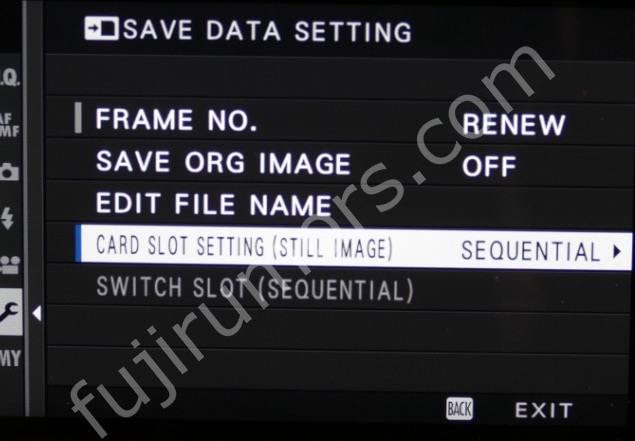 SAVE DATA SETTING
I.Q.
AF
MF
FRAME NO. RENEW
SAVE ORG IMAGE OFF
EDIT FILE NAME
CARD SLOT SETTING (STILL IMAGE) SEQUENTIAL
SWITCH SLOT (SEQUENTIAL)
MY
BACK EXIT
fujirumors.com